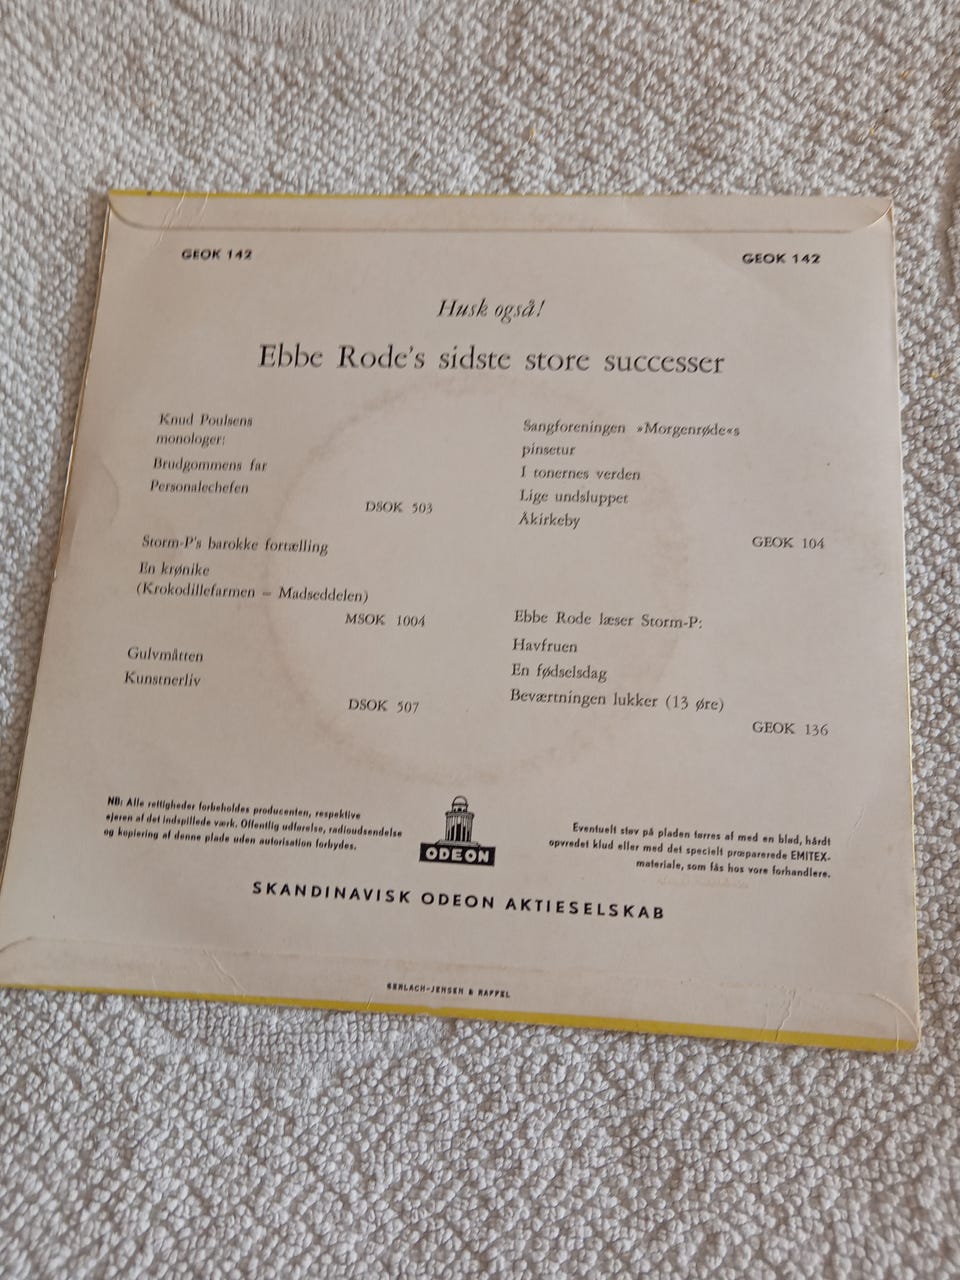 GEOK 142
GEOK 142
Husk også!
Ebbe Rode's sidste store successer
Knud Poulsens
monologer:
Brudgommens far
Personalechefen
DSOK 503
Storm-P's barokke fortælling
En krønike
(Krokodillefarmen – Madseddelen)
MSOK 1004
Gulvmåtten
Kunstnerliv
DSOK 507
Sangforeningen »Morgenrøde«s
pinsetur
I tonernes verden
Lige undsluppet
Åkirkeby
GEOK 104
Ebbe Rode læser Storm-P:
Havfruen
En fødselsdag
Beværtningen lukker (13 øre)
GEOK 136
NB: Alle rettigheder forbeholdes producenten, respektive
ejeren af det indspillede værk. Offentlig udførelse, radioudsendelse
og kopiering af denne plade uden autorisation forbydes.
ODEON
Eventuelt støv på pladen tørres af med en blød, hårdt
opvredet klud eller med det specielt præparerede EMITEX-
materiale, som fås hos vore forhandlere.
SKANDINAVISK ODEON AKTIESELSKAB
GERLACH-JENSEN & RAPPEL